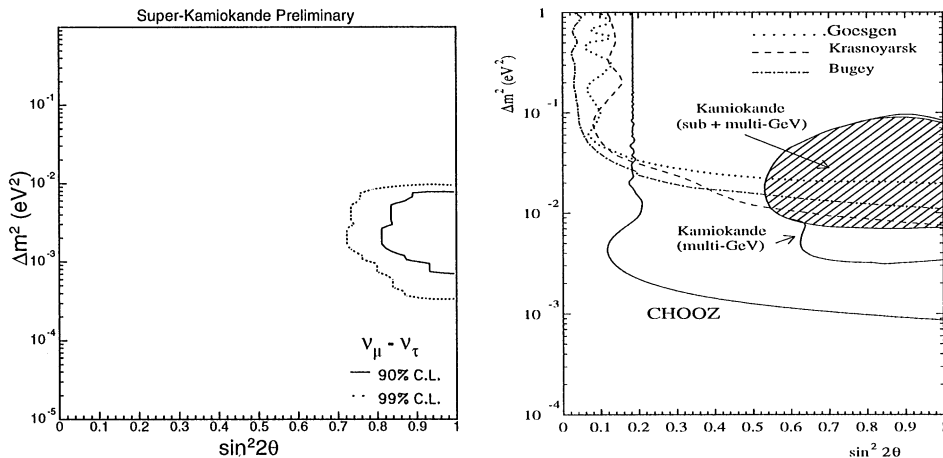 Super-Kamiokande Preliminary
Δm² (eV²)
10⁻¹
10⁻²
10⁻³
10⁻⁴
10⁻⁵
νμ - ντ
90% C.L.
99% C.L.
0 0.1 0.2 0.3 0.4 0.5 0.6 0.7 0.8 0.9 1
sin²2θ
Δm² (eV²)
1
10⁻¹
10⁻²
10⁻³
10⁻⁴
Goesgen
Krasnoyarsk
Bugey
Kamiokande
(sub + multi-GeV)
Kamiokande
(multi-GeV)
CHOOZ
0 0.1 0.2 0.3 0.4 0.5 0.6 0.7 0.8 0.9
sin² 2θ